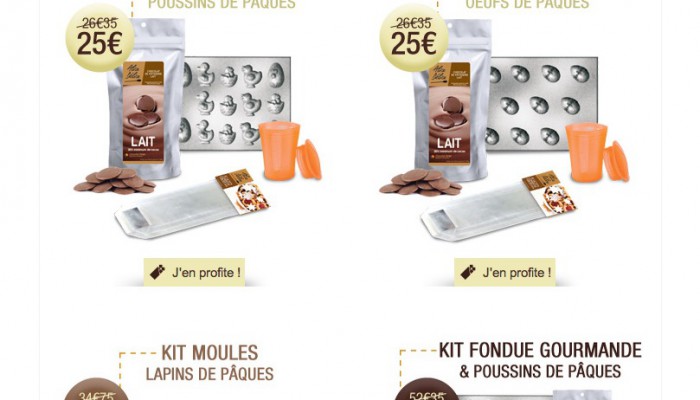 POUSSINS DE PÂQUES
26€35
25€
LAIT
J'en profite !
OEUFS DE PÂQUES
26€35
25€
LAIT
J'en profite !
KIT MOULES
LAPINS DE PÂQUES
34€75
KIT FONDUE GOURMANDE
& POUSSINS DE PÂQUES
52€35